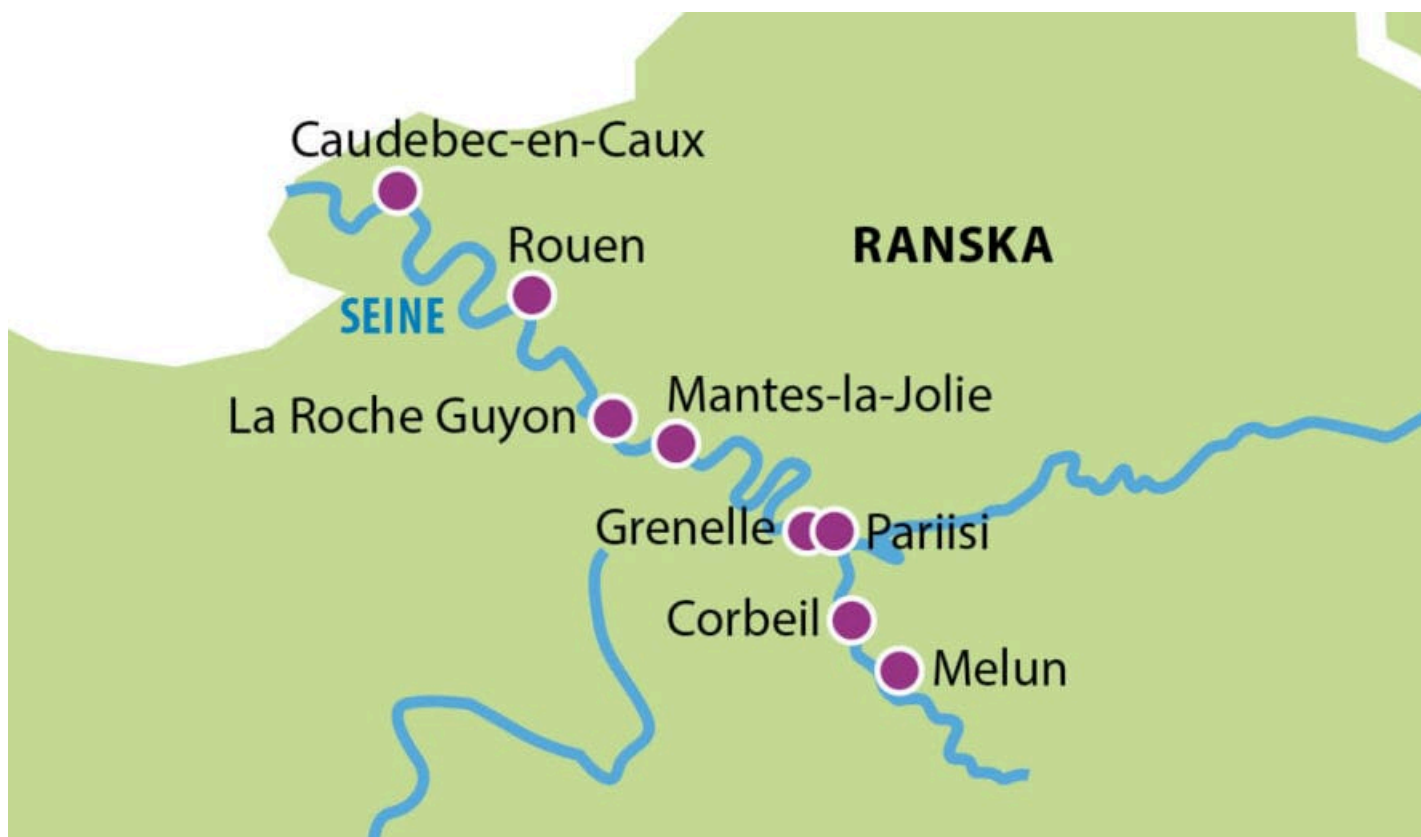 Caudebec-en-Caux
Rouen
RANSKA
SEINE
Mantes-la-Jolie
La Roche Guyon
Grenelle
Pariisi
Corbeil
Melun